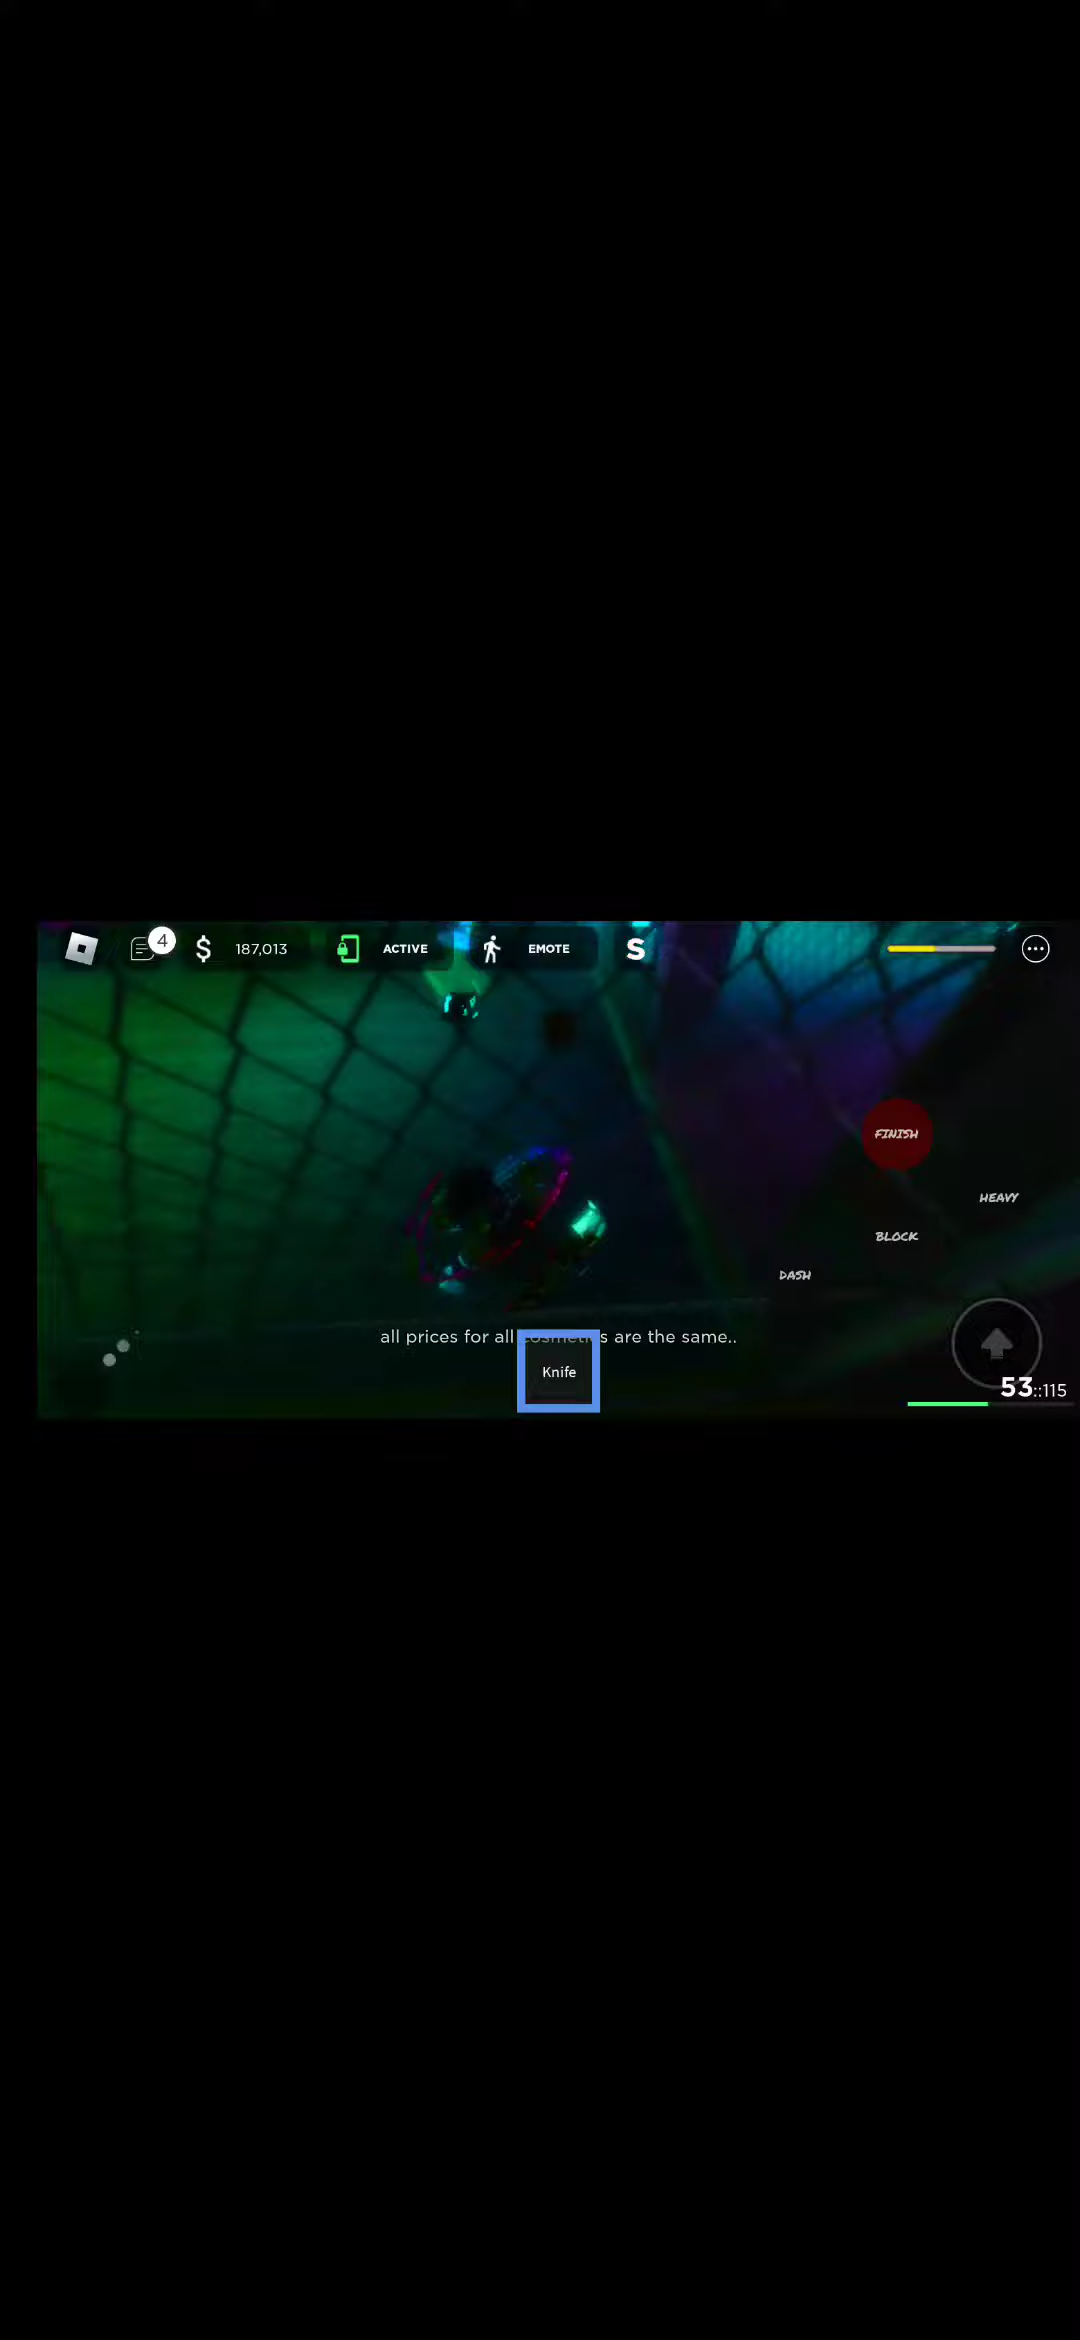 4
$ 187,013
ACTIVE
EMOTE
S
FINISH
HEAVY
BLOCK
DASH
all prices for all cosmetics are the same..
Knife
53::115